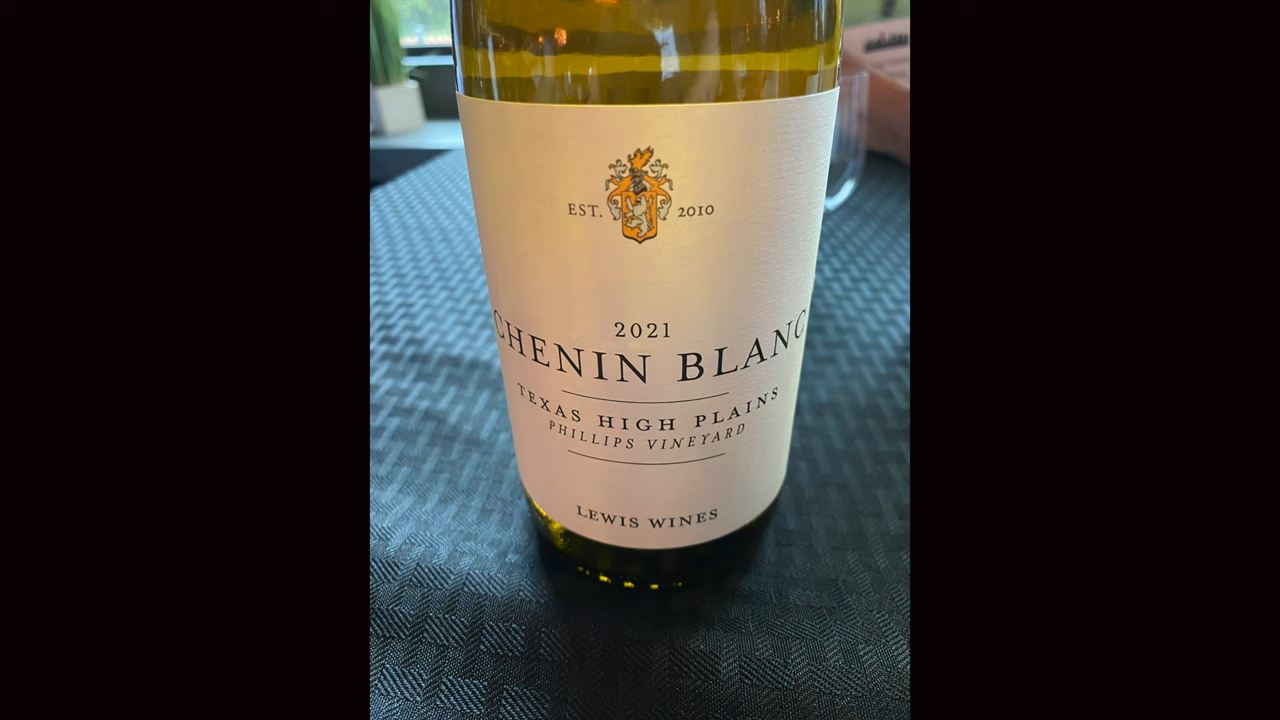 EST. 2010
2021
CHENIN BLANC
TEXAS HIGH PLAINS
PHILLIPS VINEYARD
LEWIS WINES